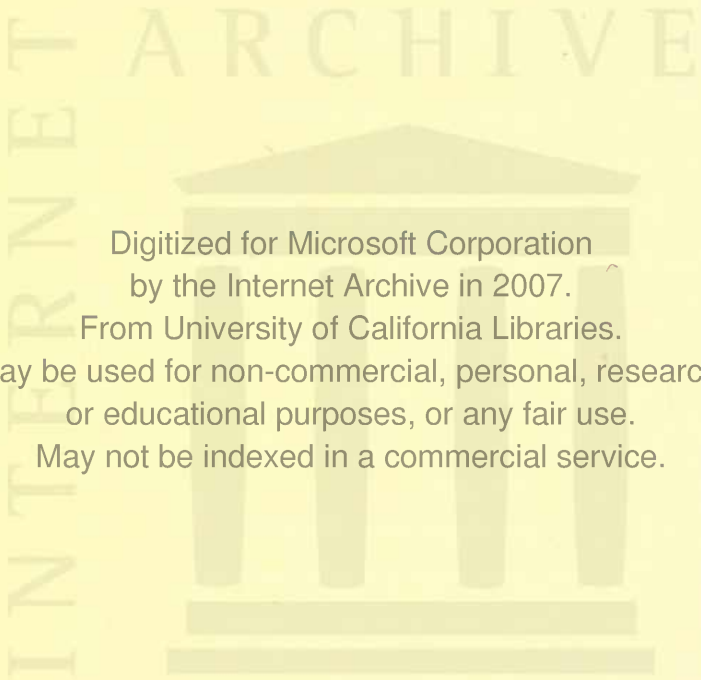 INTERNET
ARCHIVE
Digitized for Microsoft Corporation
by the Internet Archive in 2007.
From University of California Libraries.
ay be used for non-commercial, personal, researc
or educational purposes, or any fair use.
May not be indexed in a commercial service.